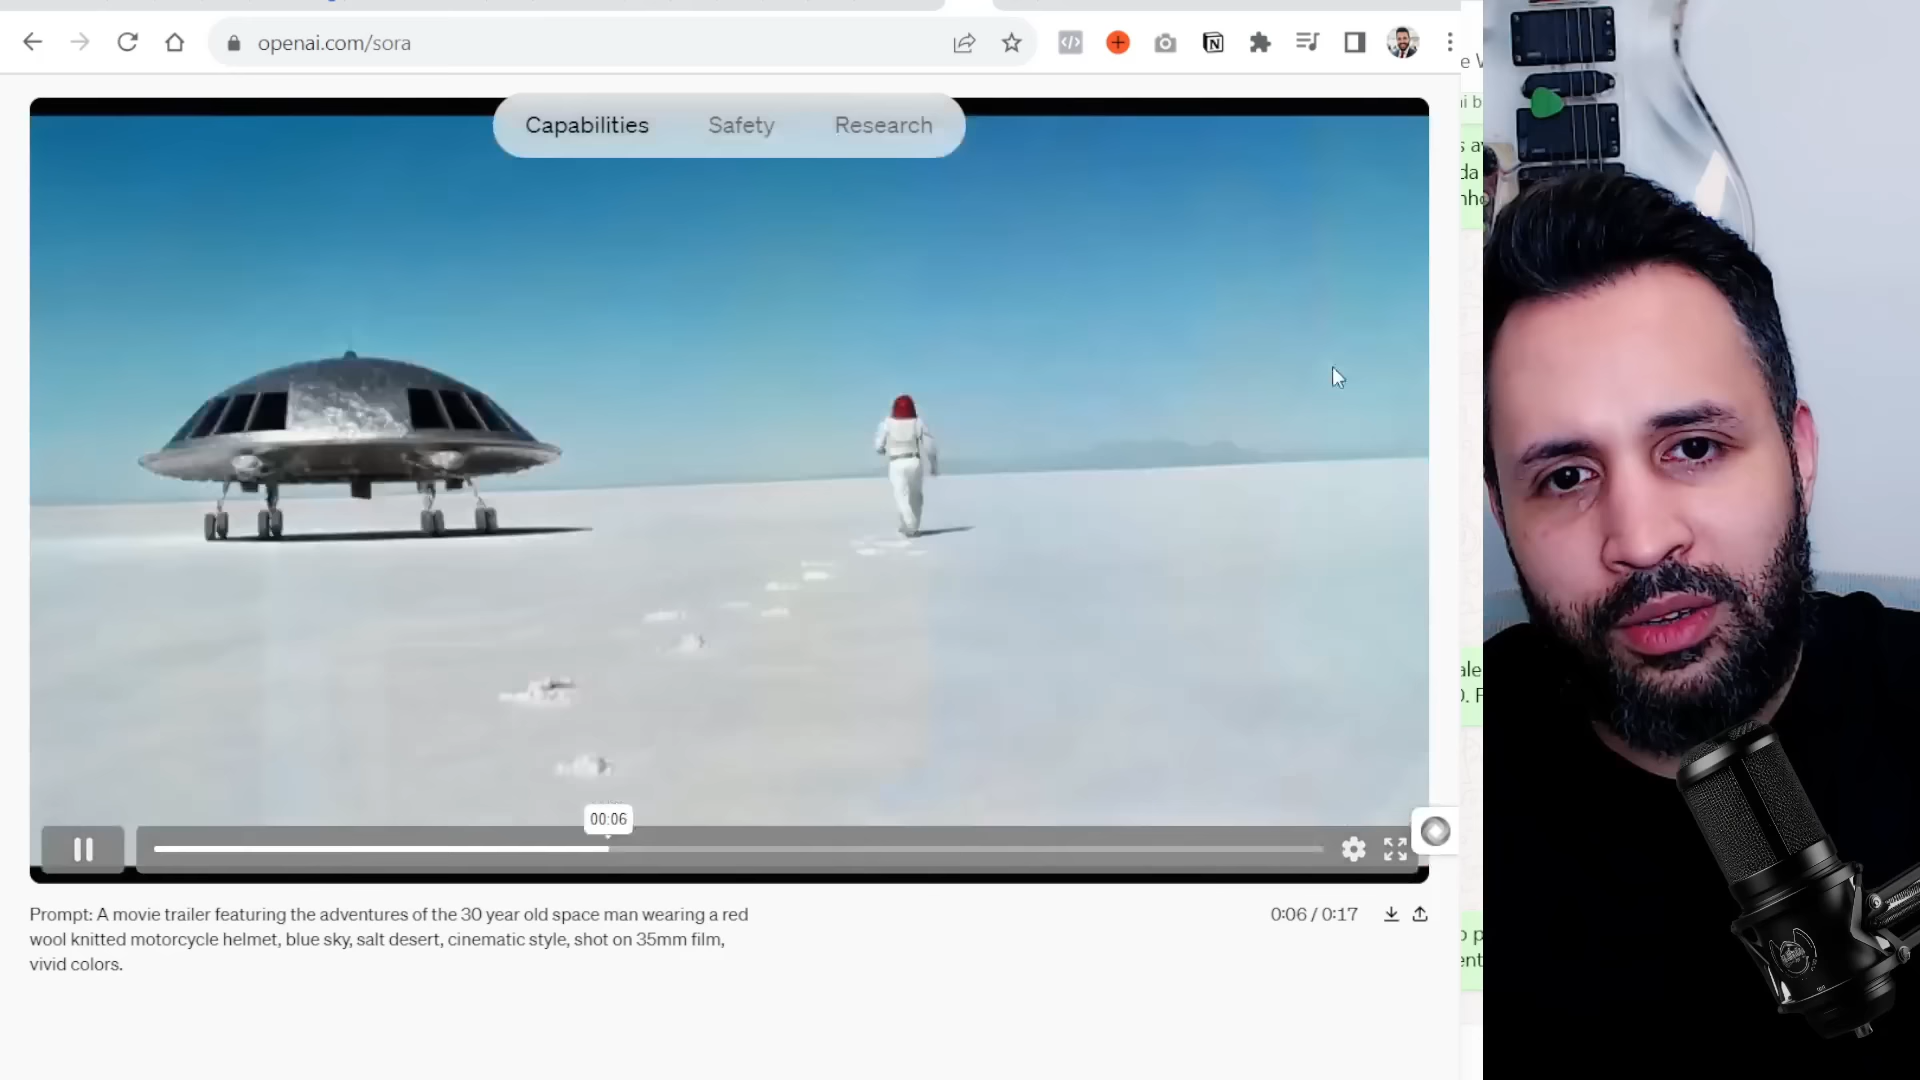 openai.com/sora
Capabilities Safety Research
00:06
Prompt: A movie trailer featuring the adventures of the 30 year old space man wearing a red
wool knitted motorcycle helmet, blue sky, salt desert, cinematic style, shot on 35mm film,
vivid colors.
0:06 / 0:17